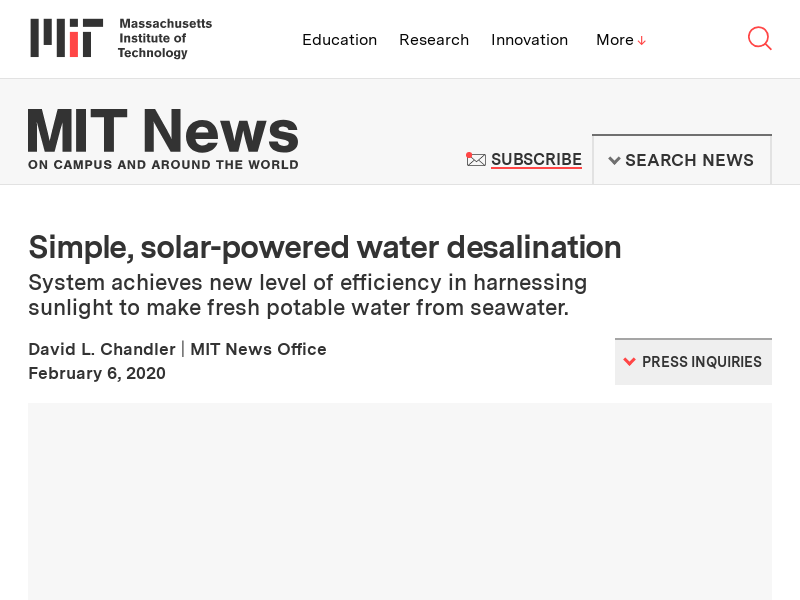 Massachusetts
Institute of
Technology
Education Research Innovation More
MIT News
ON CAMPUS AND AROUND THE WORLD
SUBSCRIBE
SEARCH NEWS
Simple, solar-powered water desalination
System achieves new level of efficiency in harnessing
sunlight to make fresh potable water from seawater.
David L. Chandler | MIT News Office
February 6, 2020
PRESS INQUIRIES